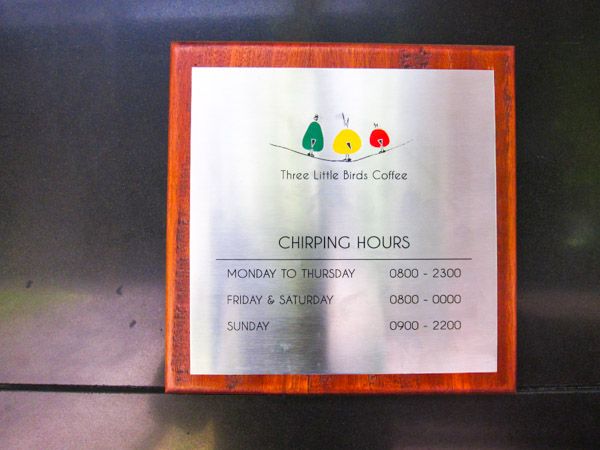 Three Little Birds Coffee
CHIRPING HOURS
MONDAY TO THURSDAY 0800 - 2300
FRIDAY & SATURDAY 0800 - 0000
SUNDAY 0900 - 2200